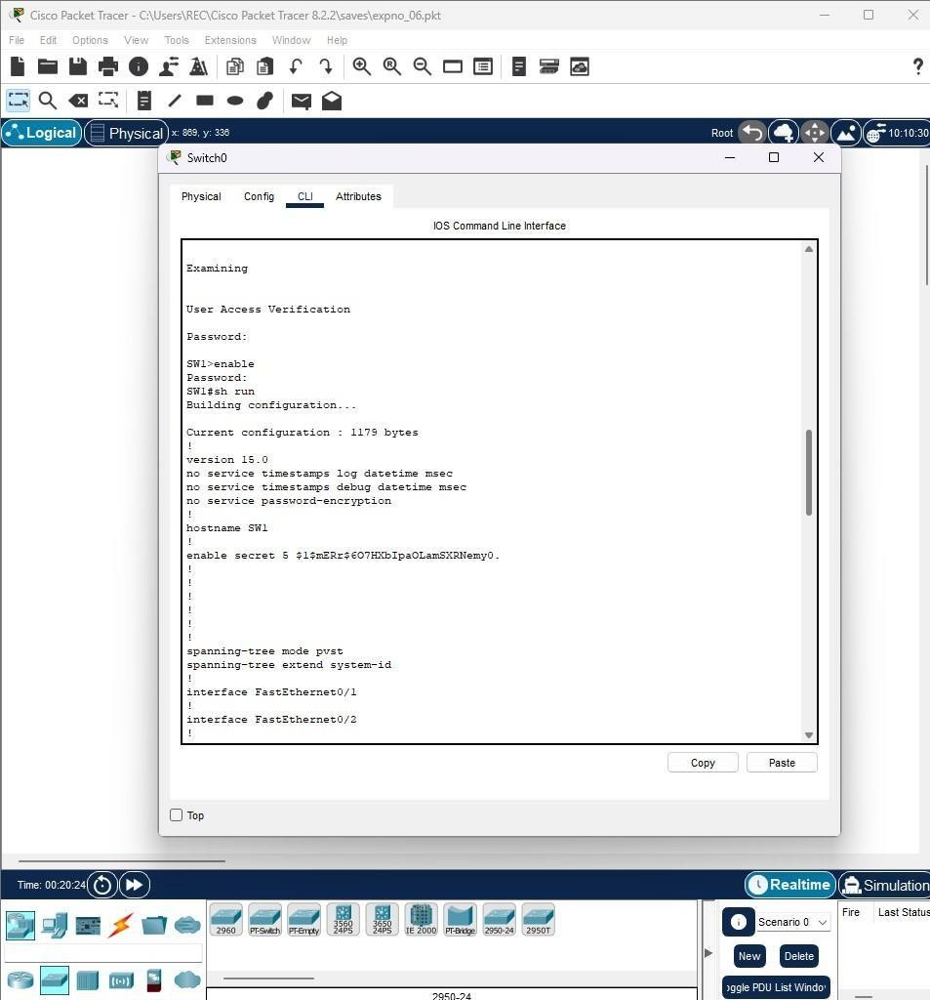 Cisco Packet Tracer - C:\Users\REC\Cisco Packet Tracer 8.2.2\saves\expno_06.pkt
File Edit Options View Tools Extensions Window Help
Logical Physical x: 869, y: 336 Root 10:10:30
Switch0
Physical Config CLI Attributes
IOS Command Line Interface
Examining
User Access Verification
Password:
SW1>enable
Password:
SW1#sh run
Building configuration...
Current configuration : 1179 bytes
!
version 15.0
no service timestamps log datetime msec
no service timestamps debug datetime msec
no service password-encryption
!
hostname SW1
!
enable secret 5 $1$mERr$6O7HXbIpaOLamSXRNemy0.
!
!
!
!
!
!
spanning-tree mode pvst
spanning-tree extend system-id
!
interface FastEthernet0/1
!
interface FastEthernet0/2
!
Copy Paste
Top
Time: 00:20:24 Realtime Simulation
2960 PT-Switch PT-Empty 3560 24PS 3650 24PS IE 2000 PT-Bridge 2950-24 2950T
Scenario 0
New Delete
oggle PDU List Windo
Fire Last Status
2950-24